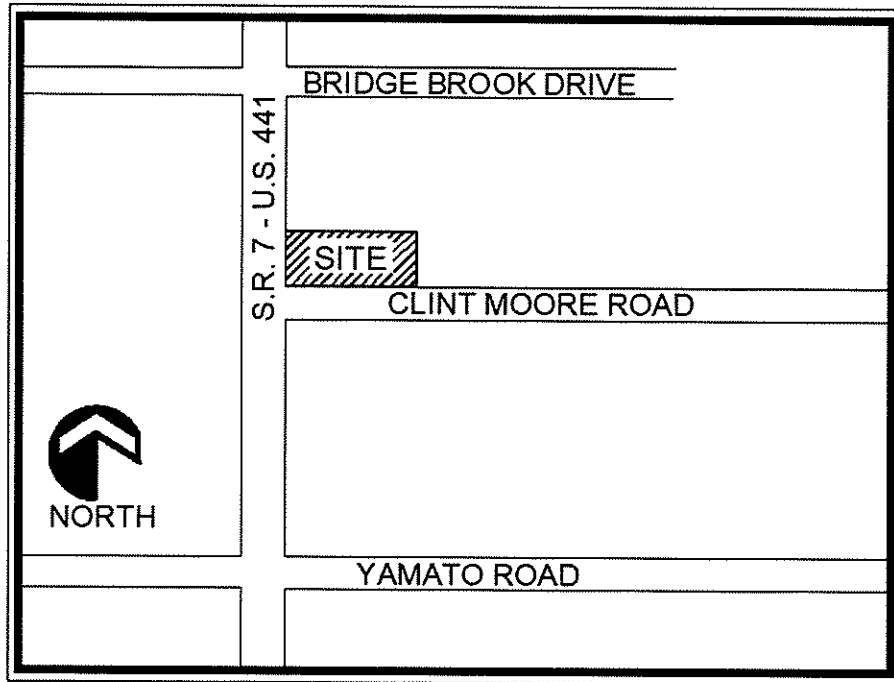 BRIDGE BROOK DRIVE
S.R. 7 - U.S. 441
SITE
CLINT MOORE ROAD
NORTH
YAMATO ROAD